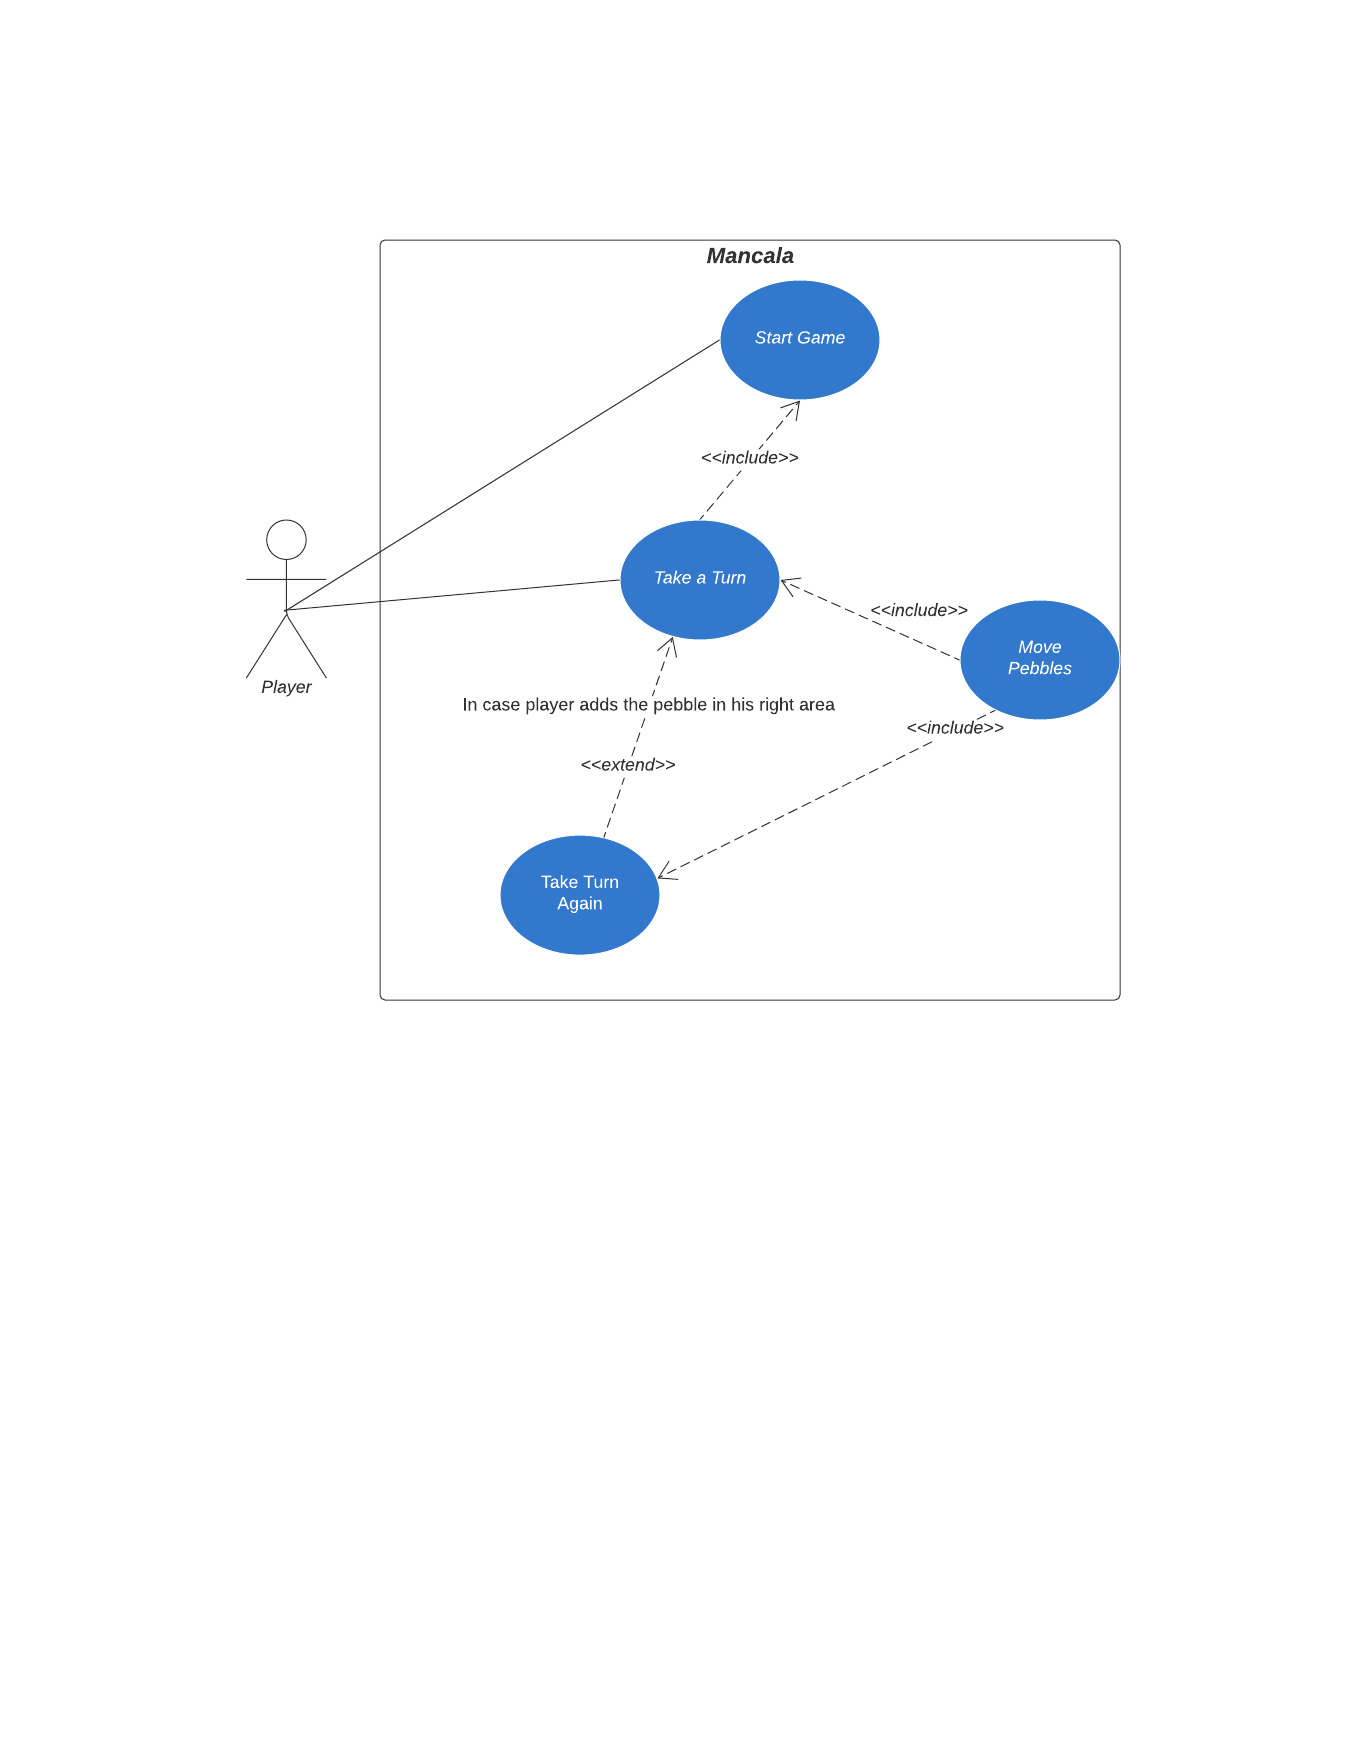 Mancala
Start Game
<<include>>
Take a Turn
<<include>>
Move
Pebbles
Player
In case player adds the pebble in his right area
<<include>>
<<extend>>
Take Turn
Again